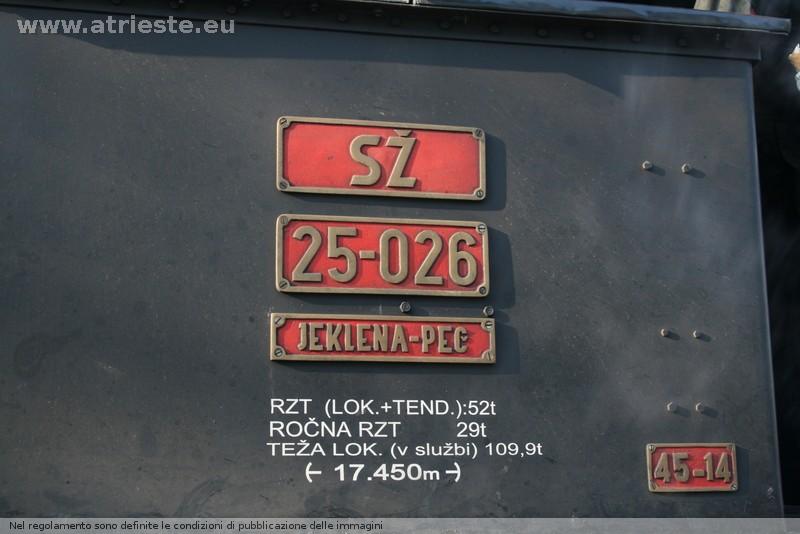 www.atrieste.eu
SŽ
25-026
JEKLENA-PEČ
RZT (LOK.+TEND.):52t
ROČNA RZT 29t
TEŽA LOK. (v službi) 109,9t
(- 17.450m -)
45-14
Nel regolamento sono definite le condizioni di pubblicazione delle immagini